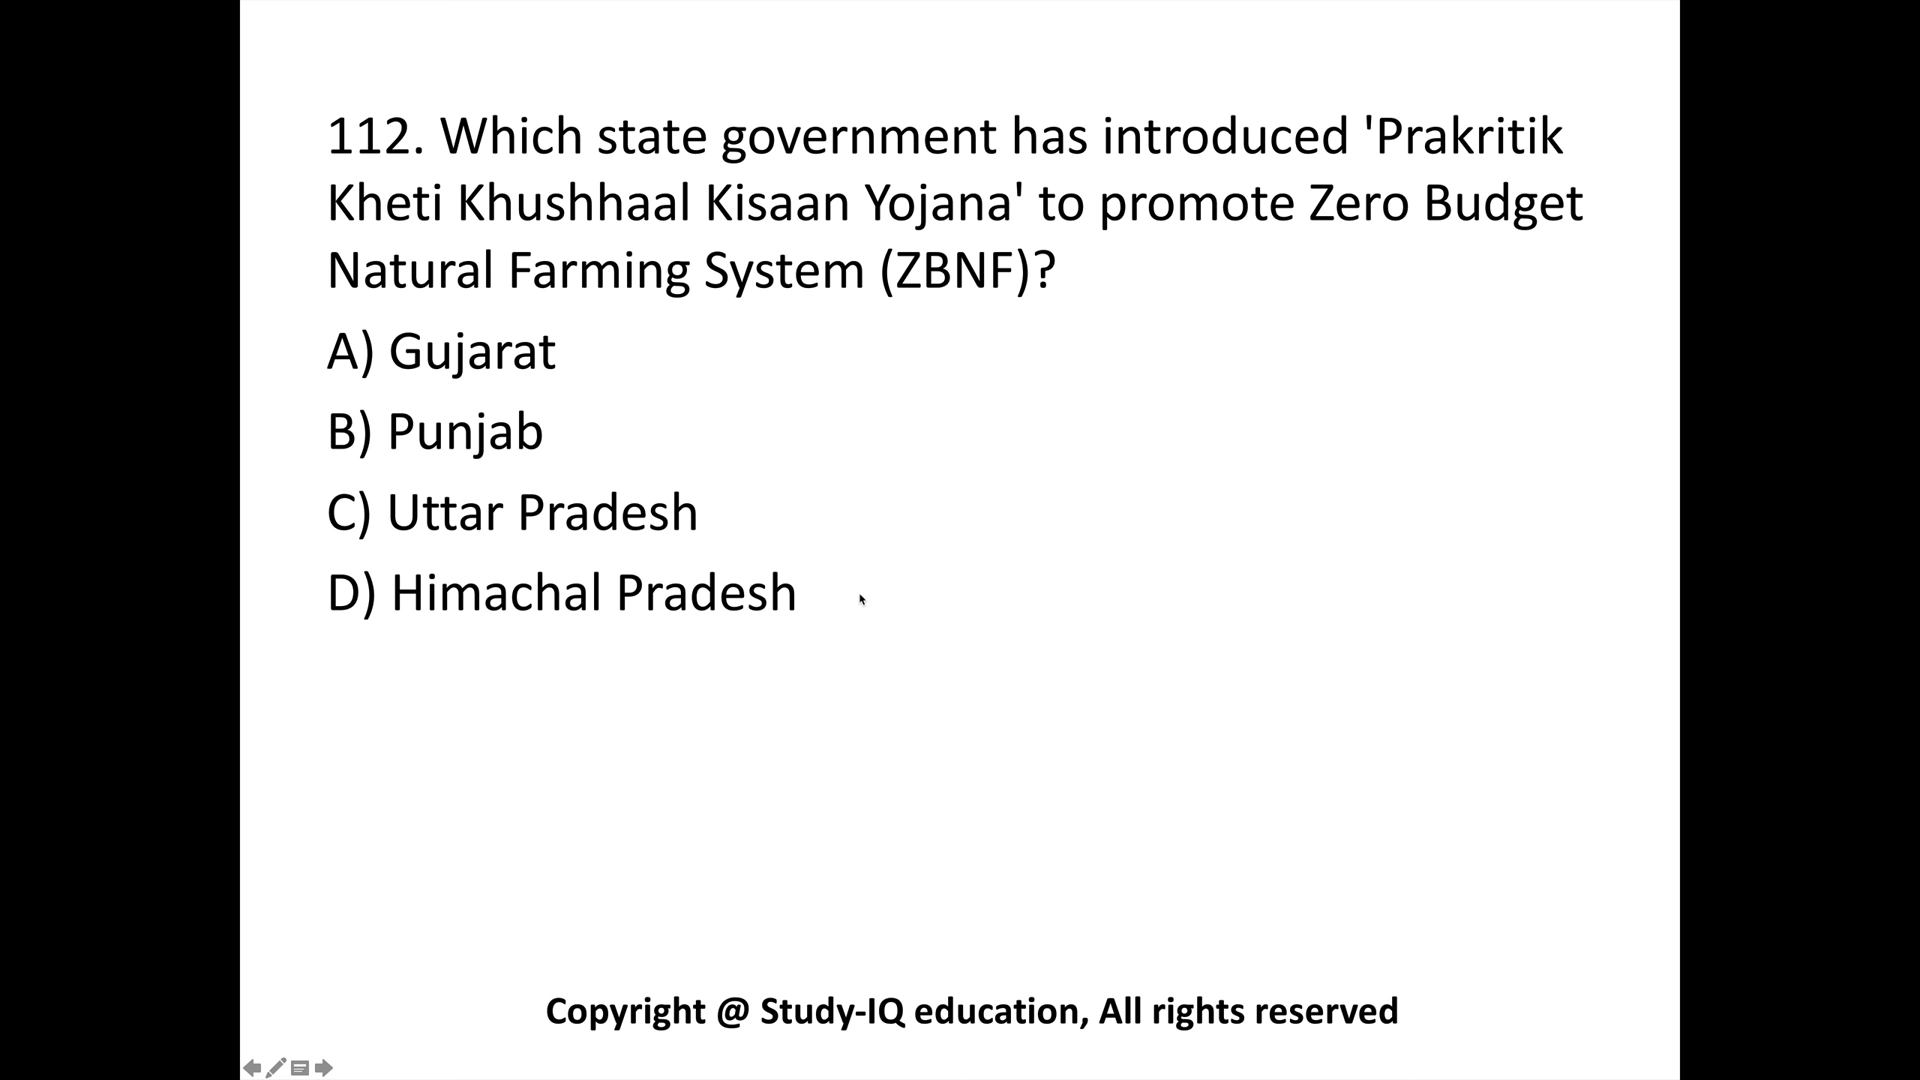 112. Which state government has introduced 'Prakritik
Kheti Khushhaal Kisaan Yojana' to promote Zero Budget
Natural Farming System (ZBNF)?
A) Gujarat
B) Punjab
C) Uttar Pradesh
D) Himachal Pradesh
Copyright @ Study-IQ education, All rights reserved